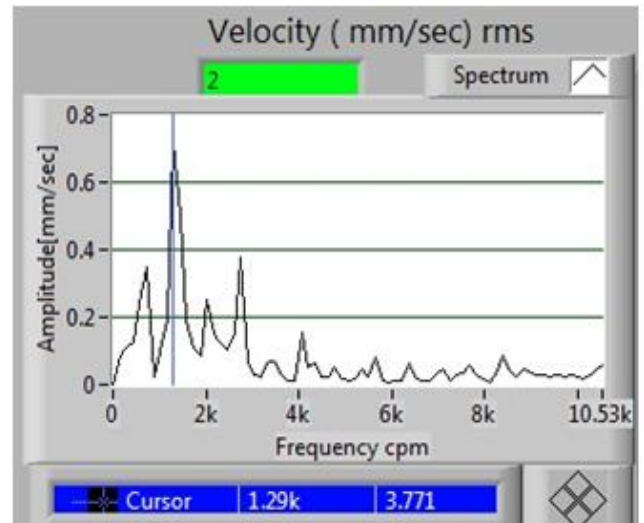 Velocity ( mm/sec) rms
2
Spectrum
Amplitude[mm/sec]
0.8
0.6
0.4
0.2
0
0 2k 4k 6k 8k 10.53k
Frequency cpm
Cursor 1.29k 3.771